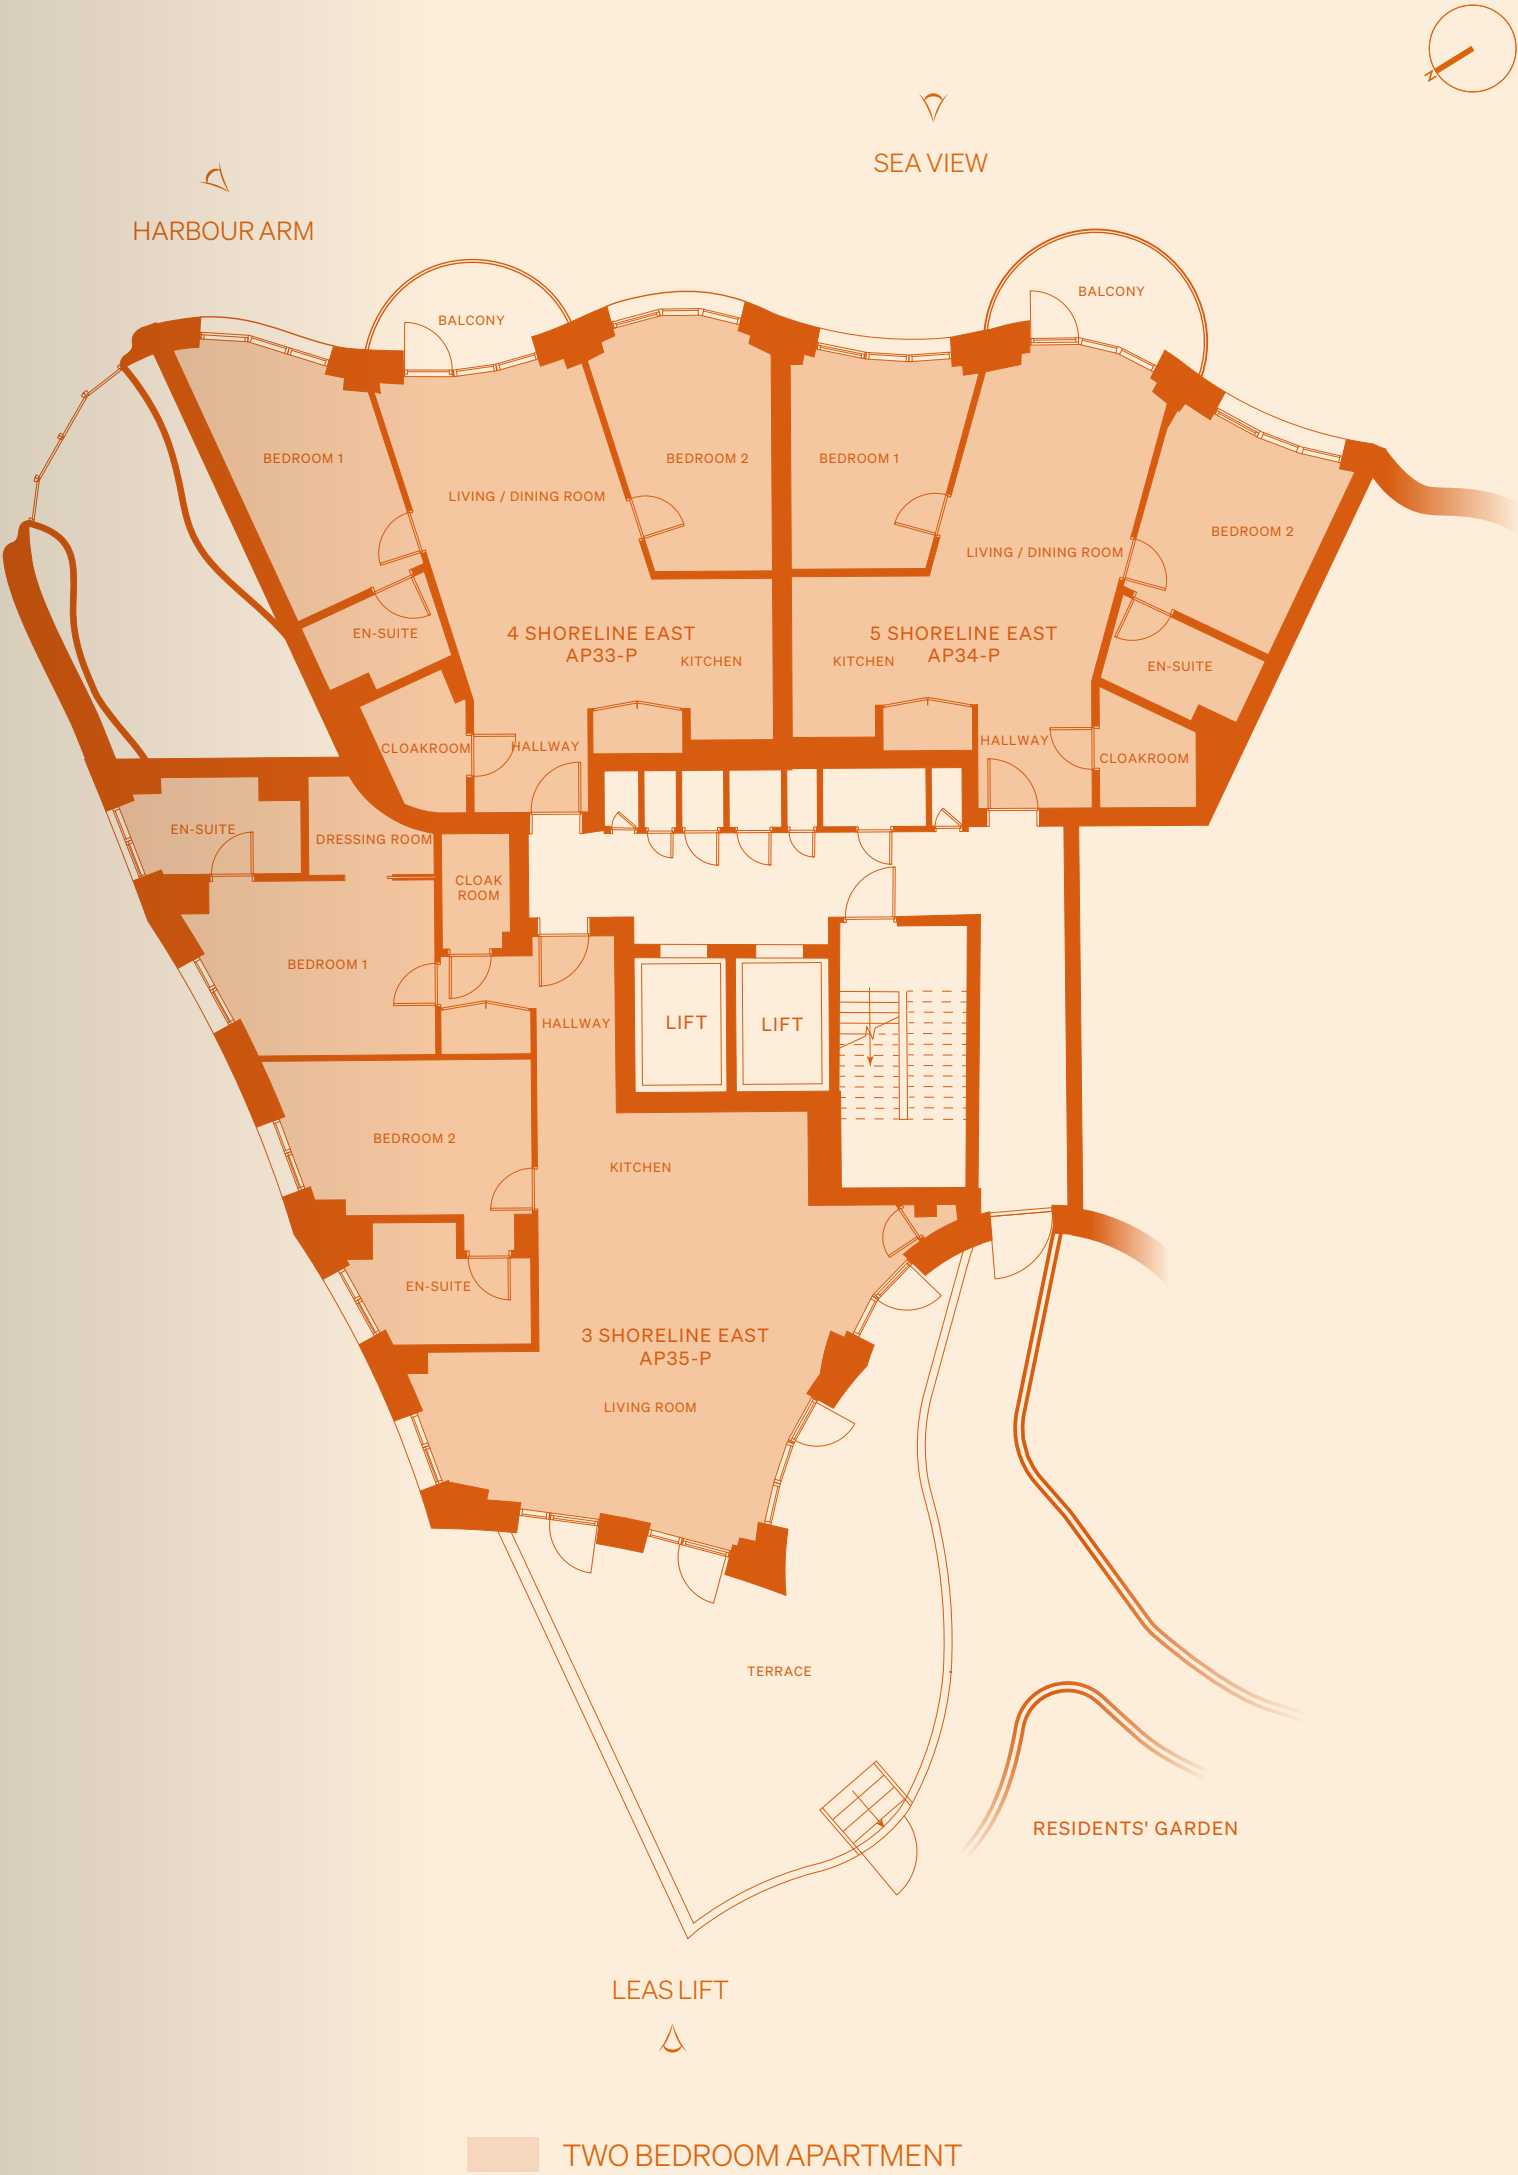 N
SEA VIEW
HARBOUR ARM
BALCONY
BALCONY
BEDROOM 1
LIVING / DINING ROOM
BEDROOM 2
BEDROOM 1
LIVING / DINING ROOM
BEDROOM 2
EN-SUITE
4 SHORELINE EAST
AP33-P
KITCHEN
KITCHEN
5 SHORELINE EAST
AP34-P
EN-SUITE
CLOAKROOM
HALLWAY
HALLWAY
CLOAKROOM
EN-SUITE
DRESSING ROOM
CLOAK
ROOM
BEDROOM 1
HALLWAY
LIFT
LIFT
BEDROOM 2
KITCHEN
EN-SUITE
3 SHORELINE EAST
AP35-P
LIVING ROOM
TERRACE
RESIDENTS' GARDEN
LEAS LIFT
TWO BEDROOM APARTMENT